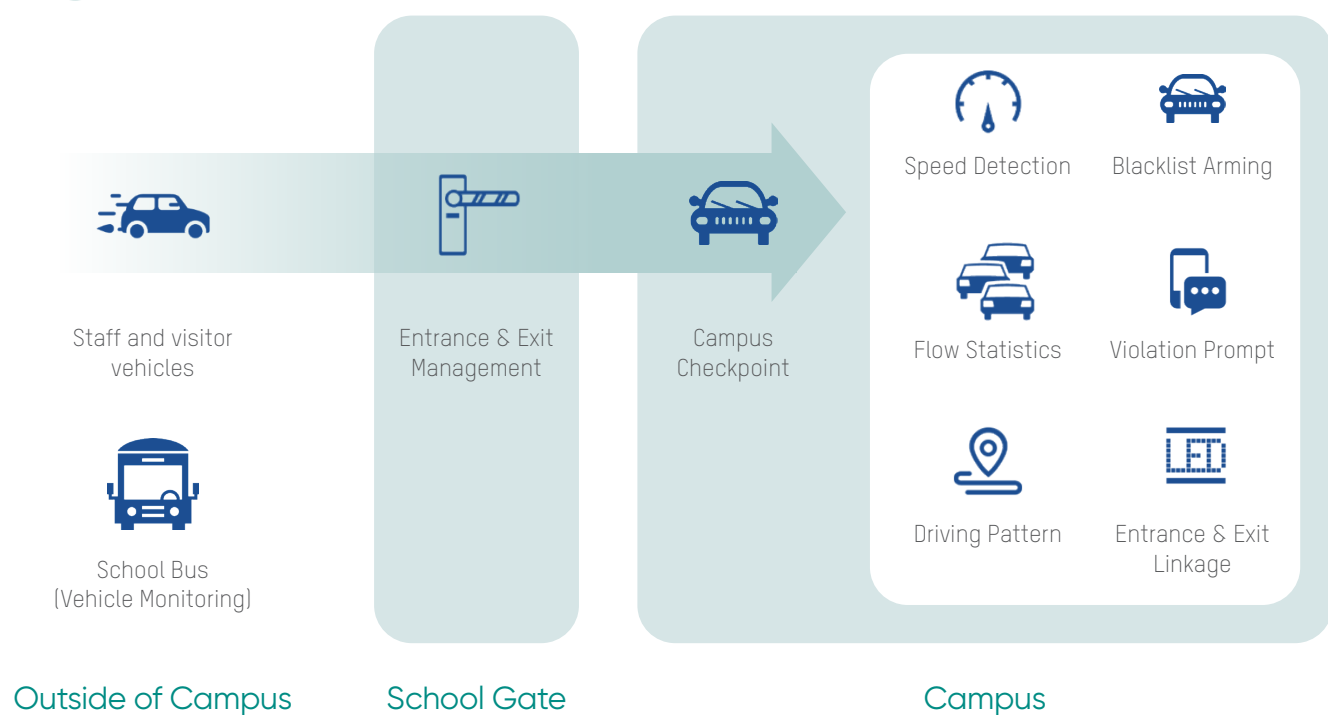 Speed Detection
Blacklist Arming
Staff and visitor
vehicles
Entrance & Exit
Management
Campus
Checkpoint
Flow Statistics
Violation Prompt
LED
Driving Pattern
Entrance & Exit
Linkage
School Bus
(Vehicle Monitoring)
Outside of Campus
School Gate
Campus